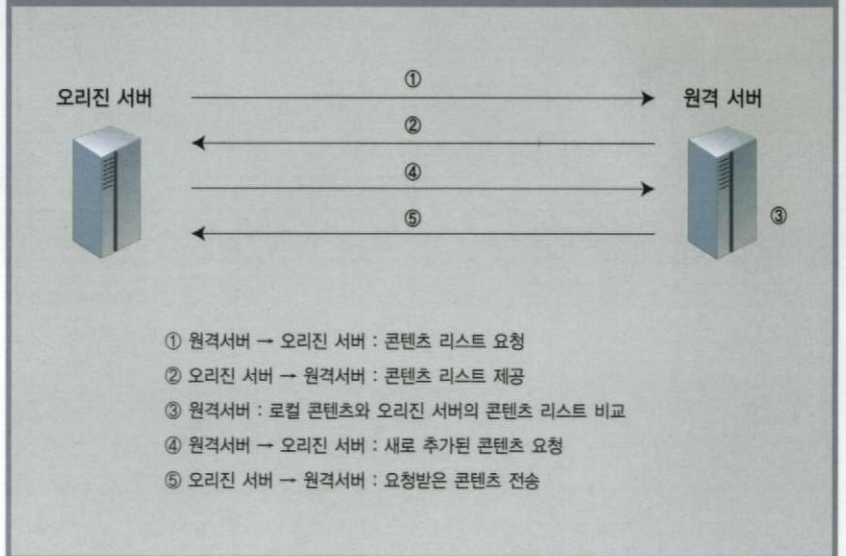 ①
오리진 서버
원격 서버
②
④
⑤
③
① 원격서버 → 오리진 서버 : 콘텐츠 리스트 요청
② 오리진 서버 → 원격서버 : 콘텐츠 리스트 제공
③ 원격서버 : 로컬 콘텐츠와 오리진 서버의 콘텐츠 리스트 비교
④ 원격서버 → 오리진 서버 : 새로 추가된 콘텐츠 요청
⑤ 오리진 서버 → 원격서버 : 요청받은 콘텐츠 전송